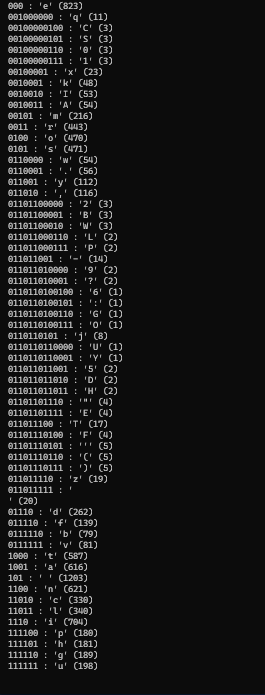 000 : 'e' (823)
001000000 : 'q' (11)
00100000100 : 'C' (3)
00100000101 : 'S' (3)
00100000110 : '0' (3)
00100000111 : '1' (3)
00100001 : 'x' (23)
0010001 : 'k' (48)
0010010 : 'I' (53)
0010011 : 'A' (54)
00101 : 'm' (216)
0011 : 'r' (443)
0100 : 'o' (470)
0101 : 's' (471)
0110000 : 'w' (54)
0110001 : '.' (56)
011001 : 'y' (112)
011010 : ',' (116)
01101100000 : '2' (3)
01101100001 : 'B' (3)
01101100010 : 'W' (3)
011011000110 : 'L' (2)
011011000111 : 'P' (2)
011011001 : '-' (14)
011011010000 : '9' (2)
011011010001 : '?' (2)
0110110100100 : '6' (1)
0110110100101 : ':' (1)
0110110100110 : 'G' (1)
0110110100111 : 'O' (1)
0110110101 : 'j' (8)
0110110110000 : 'U' (1)
0110110110001 : 'Y' (1)
011011011001 : '5' (2)
011011011010 : 'D' (2)
011011011011 : 'H' (2)
01101101110 : '"' (4)
01101101111 : 'E' (4)
011011100 : 'T' (17)
01101110100 : 'F' (4)
01101110101 : ''' (5)
01101110110 : '(' (5)
01101110111 : ')' (5)
011011110 : 'z' (19)
011011111 : '
' (20)
01110 : 'd' (262)
011110 : 'f' (139)
0111110 : 'b' (79)
0111111 : 'v' (81)
1000 : 't' (587)
1001 : 'a' (616)
101 : ' ' (1203)
1100 : 'n' (621)
11010 : 'c' (330)
11011 : 'l' (340)
1110 : 'i' (704)
111100 : 'p' (180)
111101 : 'h' (181)
111110 : 'g' (189)
111111 : 'u' (198)